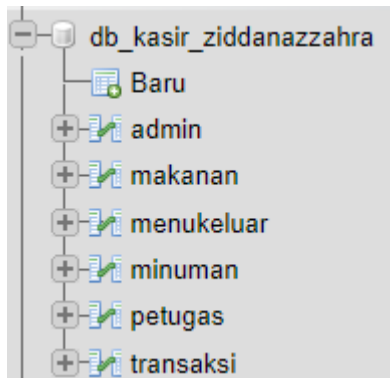 db_kasir_ziddanazzahra
Baru
admin
makanan
menukeluar
minuman
petugas
transaksi